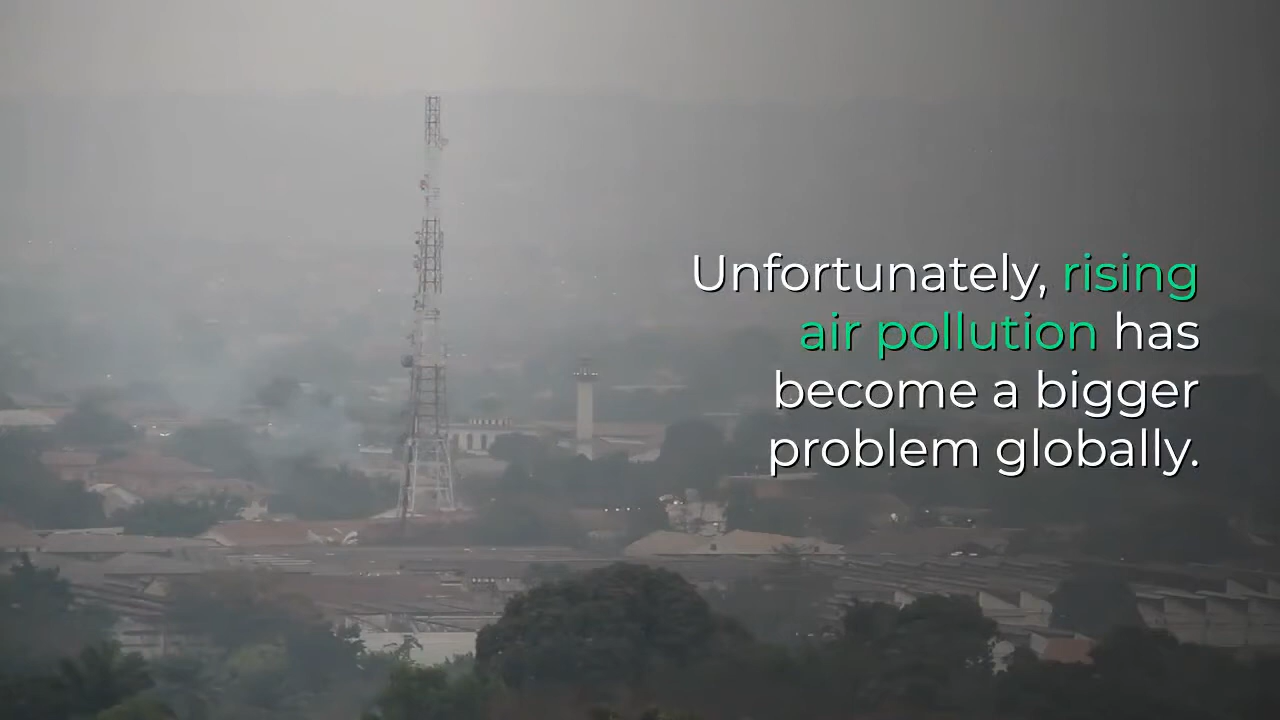 Unfortunately, rising
air pollution has
become a bigger
problem globally.